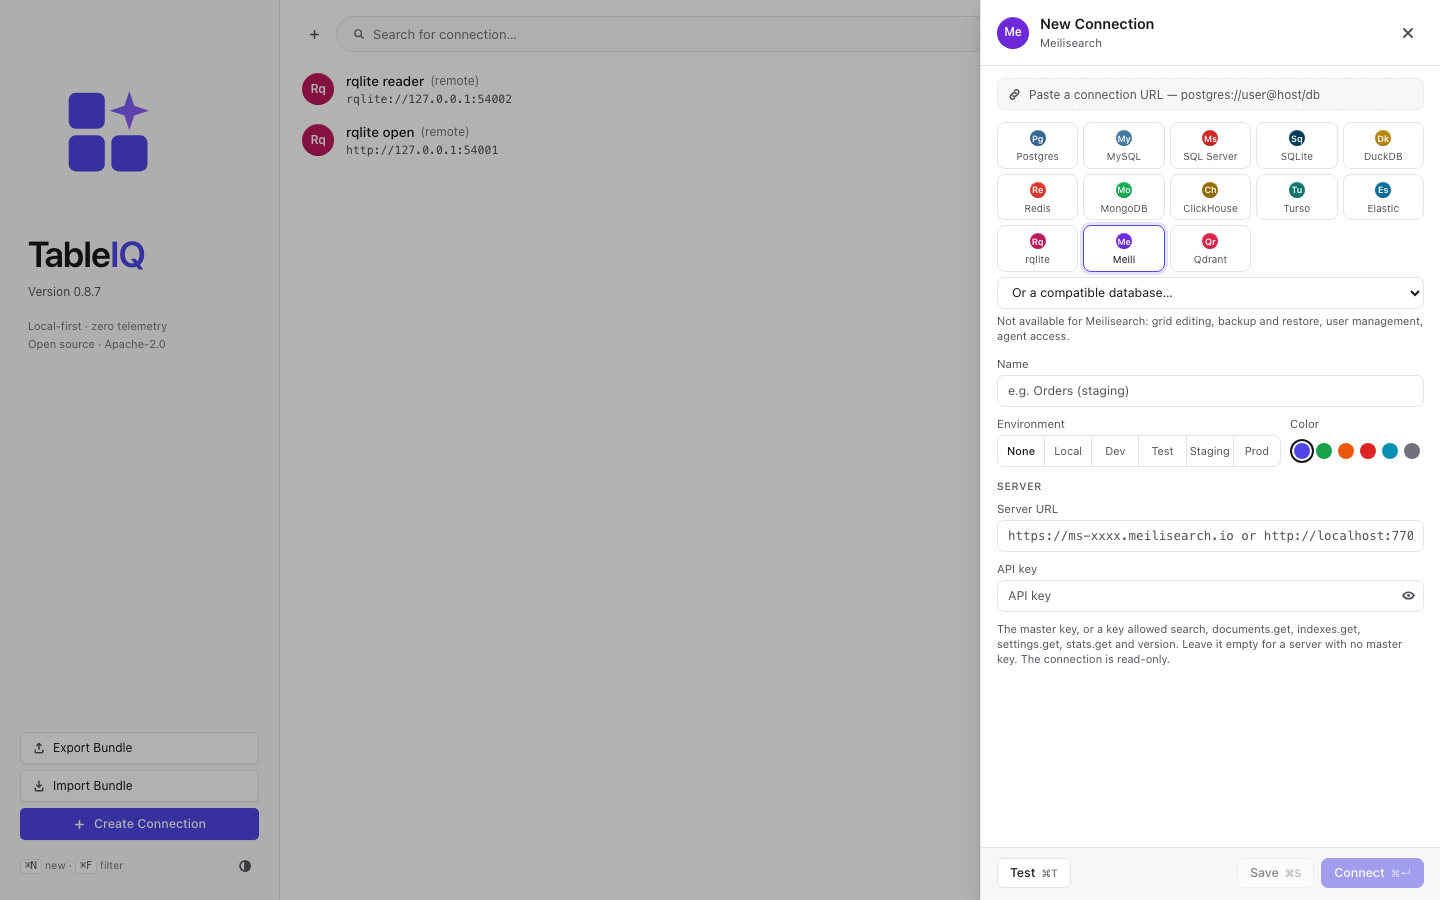 TableIQ
Version 0.8.7
Local-first · zero telemetry
Open source · Apache-2.0
Export Bundle
Import Bundle
+ Create Connection
⌘N new · ⌘F filter
+
Search for connection...
Rq
rqlite reader (remote)
rqlite://127.0.0.1:54002
Rq
rqlite open (remote)
http://127.0.0.1:54001
Me
New Connection
Meilisearch
Paste a connection URL — postgres://user@host/db
Pg My Ms Sq Dk
Postgres MySQL SQL Server SQLite DuckDB
Re Mo Ch Tu Es
Redis MongoDB ClickHouse Turso Elastic
Rq Me Qr
rqlite Meili Qdrant
Or a compatible database...
Not available for Meilisearch: grid editing, backup and restore, user management,
agent access.
Name
e.g. Orders (staging)
Environment Color
None Local Dev Test Staging Prod
SERVER
Server URL
https://ms-xxxx.meilisearch.io or http://localhost:770
API key
API key
The master key, or a key allowed search, documents.get, indexes.get,
settings.get, stats.get and version. Leave it empty for a server with no master
key. The connection is read-only.
Test ⌘T Save ⌘S Connect ⌘↵